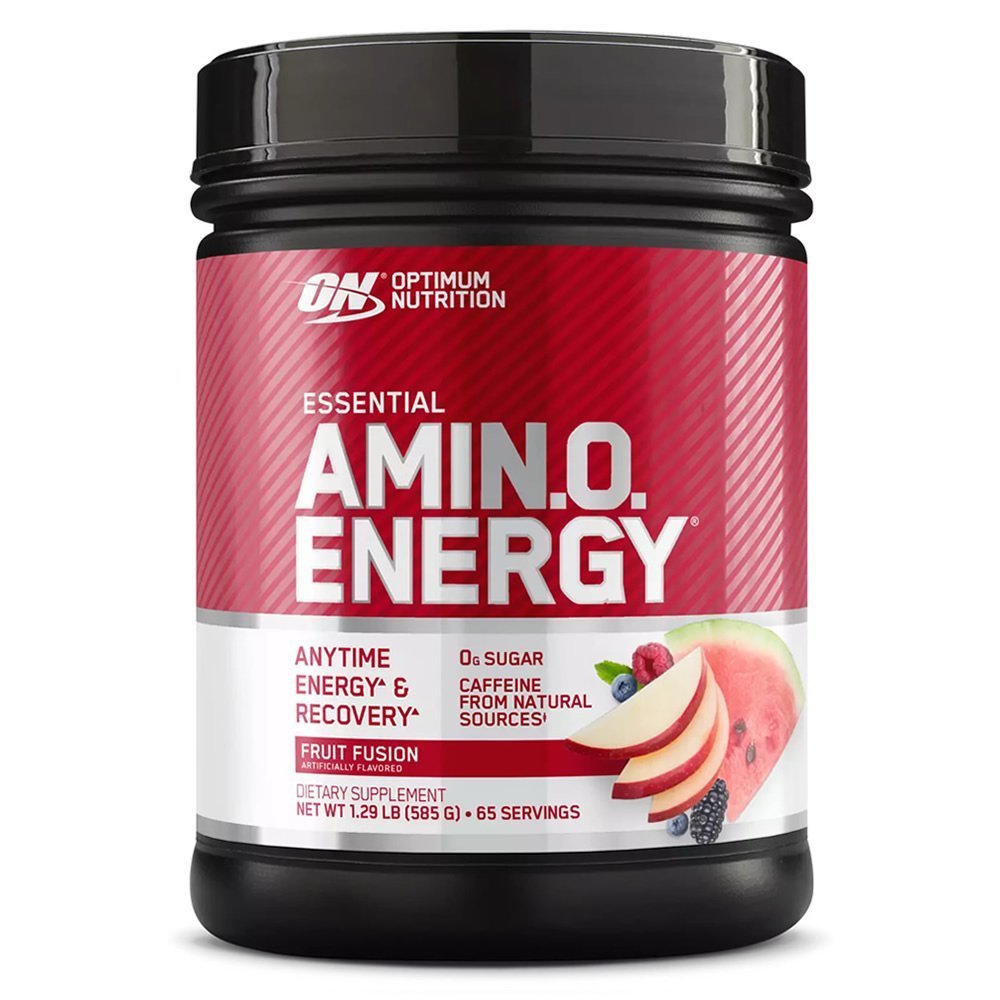 ON® OPTIMUM
NUTRITION
ESSENTIAL
AMIN.O.
ENERGY®
ANYTIME
ENERGY▲ &
RECOVERY▲
0G SUGAR
CAFFEINE
FROM NATURAL
SOURCES♦
FRUIT FUSION
ARTIFICIALLY FLAVORED
DIETARY SUPPLEMENT
NET WT 1.29 LB (585 G) • 65 SERVINGS